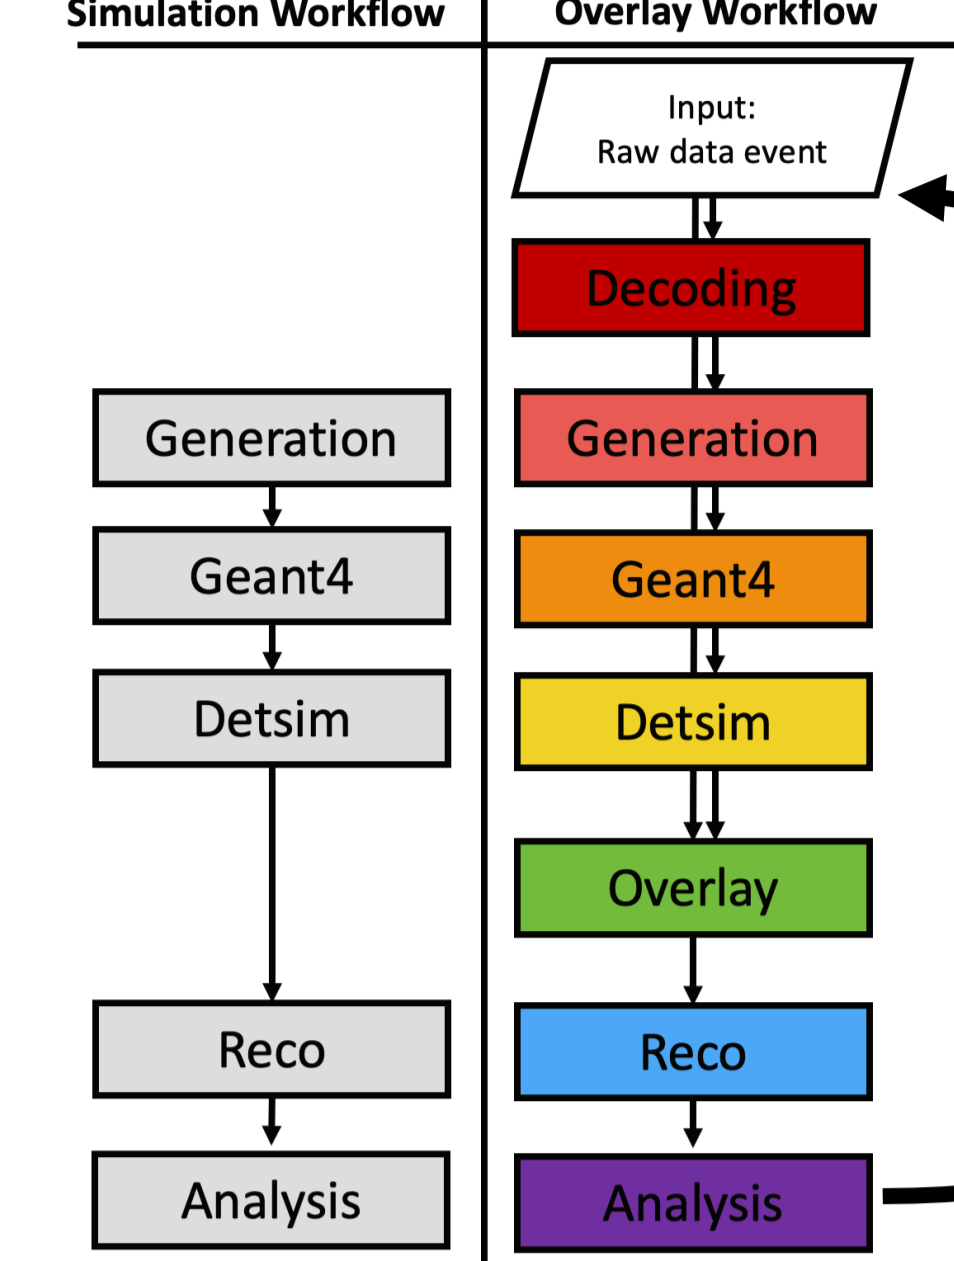 Simulation Workflow
Overlay Workflow
Generation
Geant4
Detsim
Reco
Analysis
Input:
Raw data event
Decoding
Generation
Geant4
Detsim
Overlay
Reco
Analysis